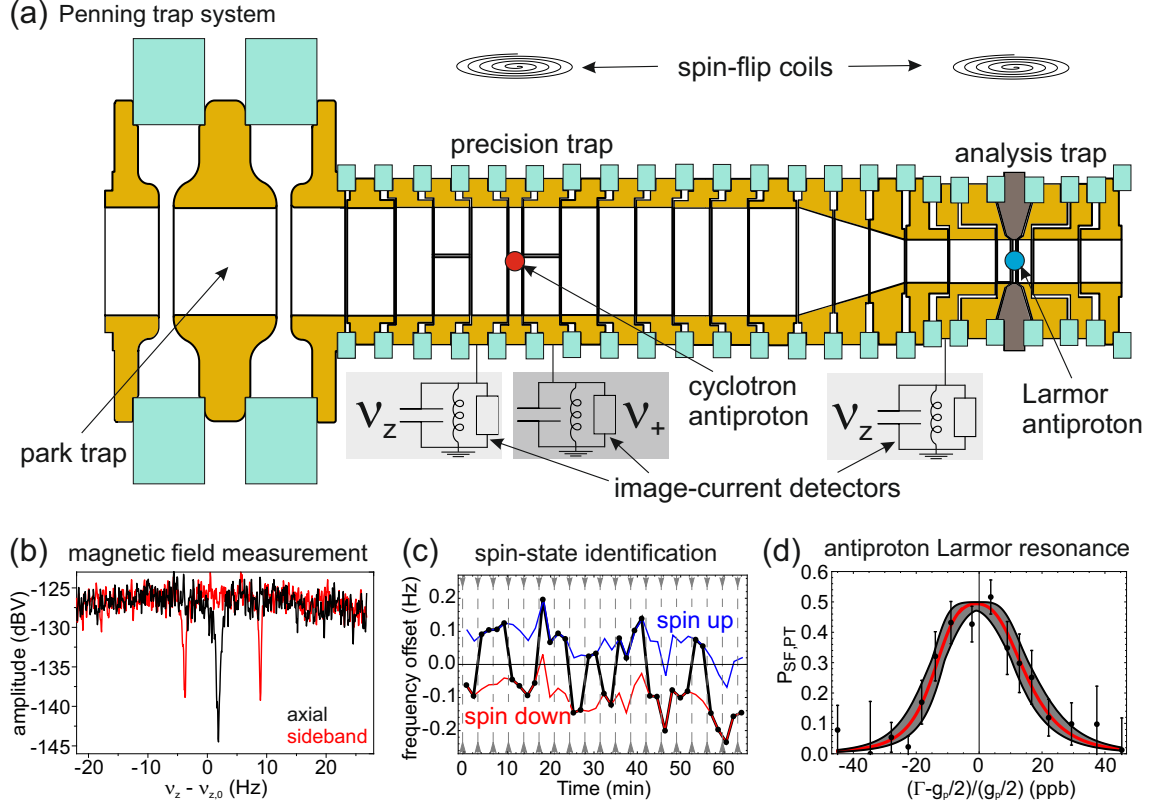 (a) Penning trap system
spin-flip coils
precision trap
analysis trap
park trap
cyclotron
antiproton
Larmor
antiproton
ν_z
ν_+
ν_z
image-current detectors
(b) magnetic field measurement
amplitude (dBV)
-125
-130
-135
-140
-145
axial
sideband
-20 -10 0 10 20
ν_z - ν_z,0 (Hz)
(c) spin-state identification
frequency offset (Hz)
0.2
0.1
0.0
-0.1
-0.2
spin up
spin down
0 10 20 30 40 50 60
Time (min)
(d) antiproton Larmor resonance
P_SF,PT
0.6
0.5
0.4
0.3
0.2
0.1
0.0
-40 -20 0 20 40
(Γ-g_p/2)/(g_p/2) (ppb)